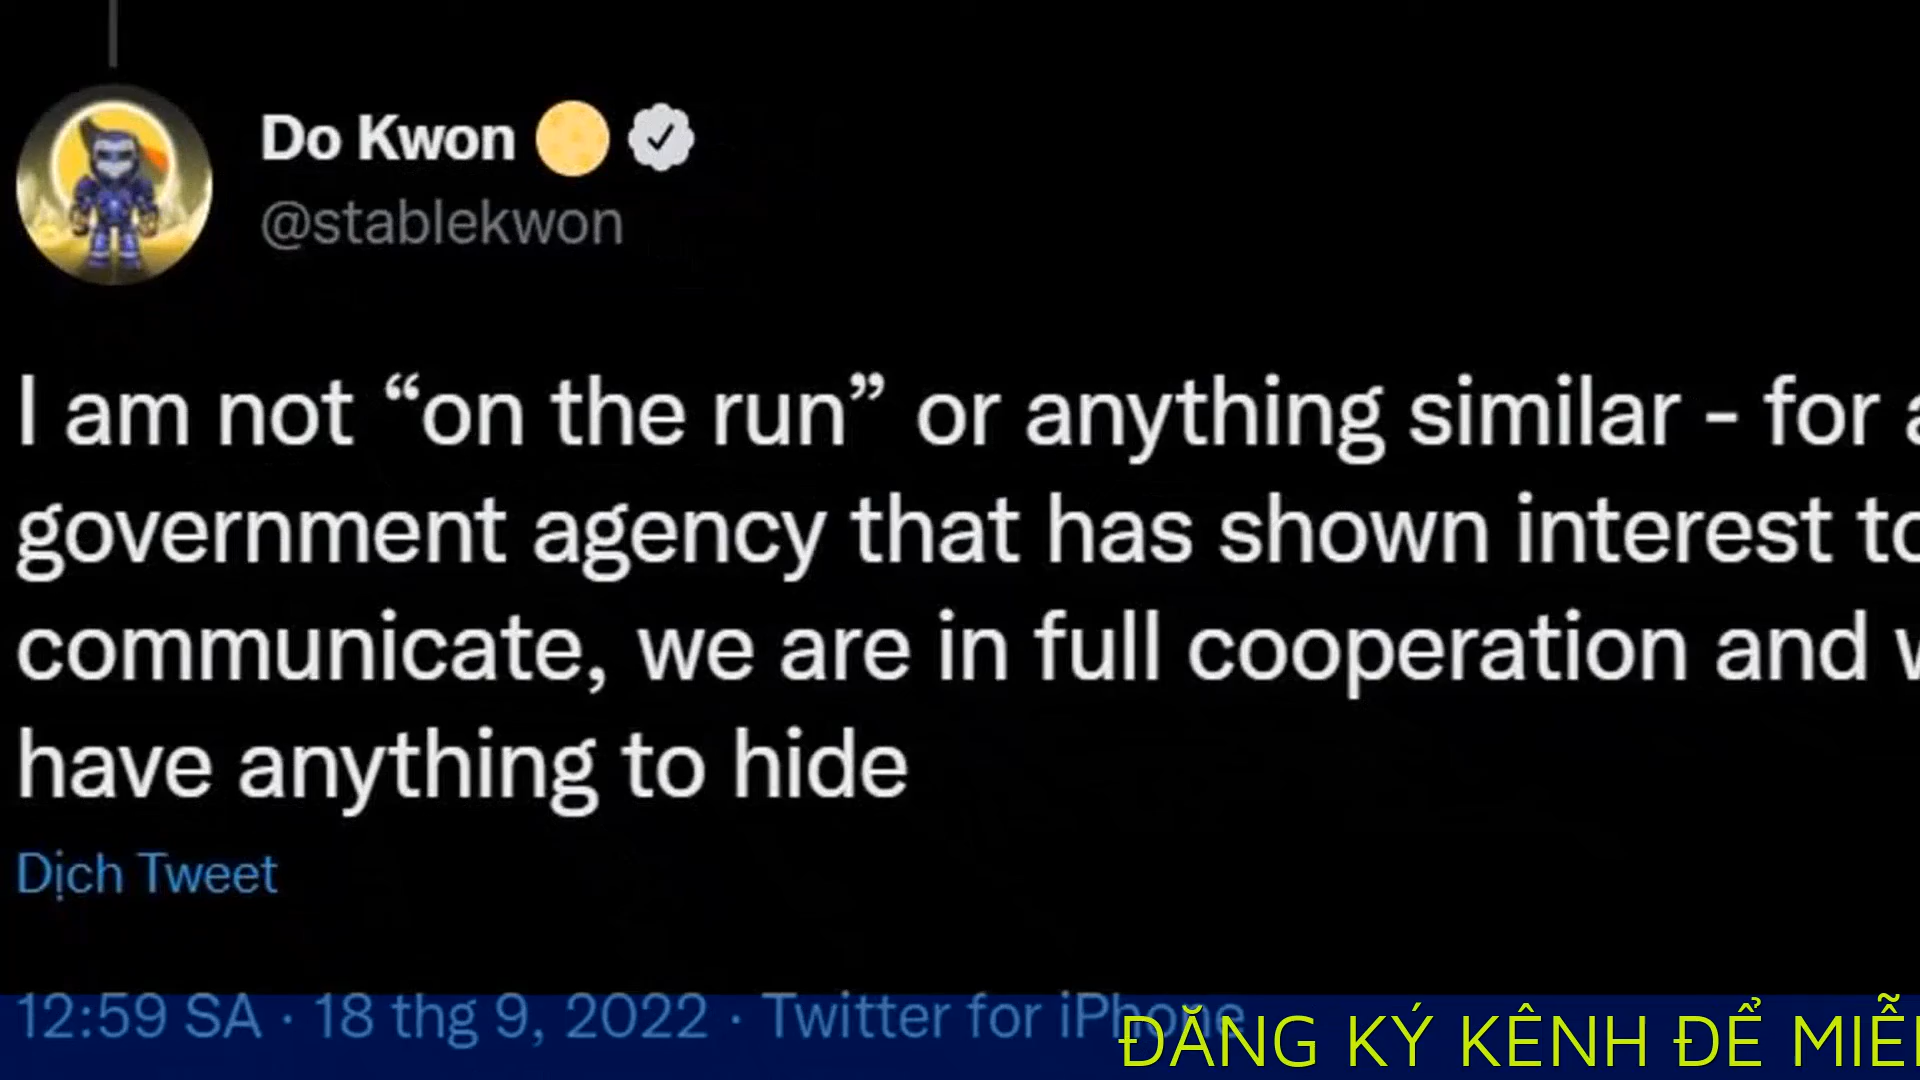 Do Kwon
@stablekwon
I am not “on the run” or anything similar - for
government agency that has shown interest to
communicate, we are in full cooperation and
have anything to hide
Dịch Tweet
12:59 SA · 18 thg 9, 2022 · Twitter for iPhone
ĐĂNG KÝ KÊNH ĐỂ